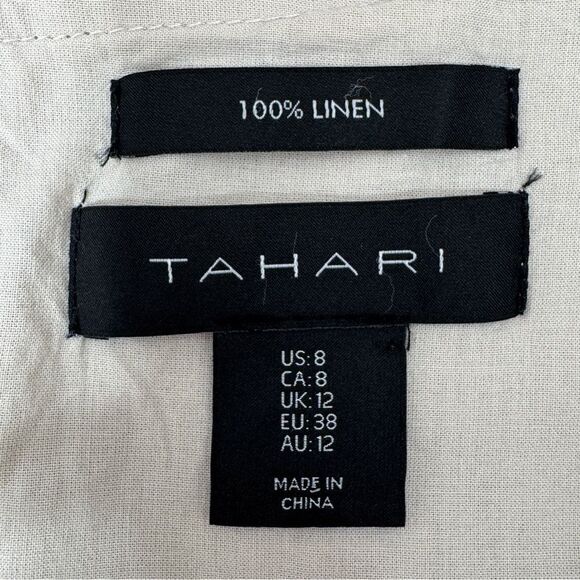 100% LINEN
TAHARI
US: 8
CA: 8
UK: 12
EU: 38
AU: 12
MADE IN
CHINA